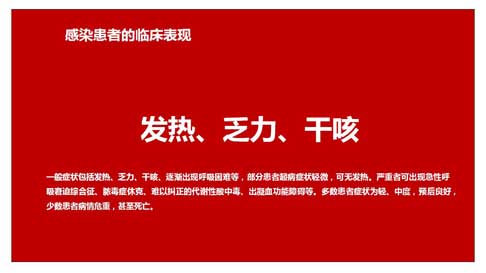 感染患者的临床表现
发热、乏力、干咳
一般症状包括发热、乏力、干咳、逐渐出现呼吸困难等，部分患者起病症状轻微，可无发热。严重者可出现急性呼
吸窘迫综合征、脓毒症休克、难以纠正的代谢性酸中毒、出凝血功能障碍等。多数患者症状为轻、中度，预后良好，
少数患者病情危重，甚至死亡。